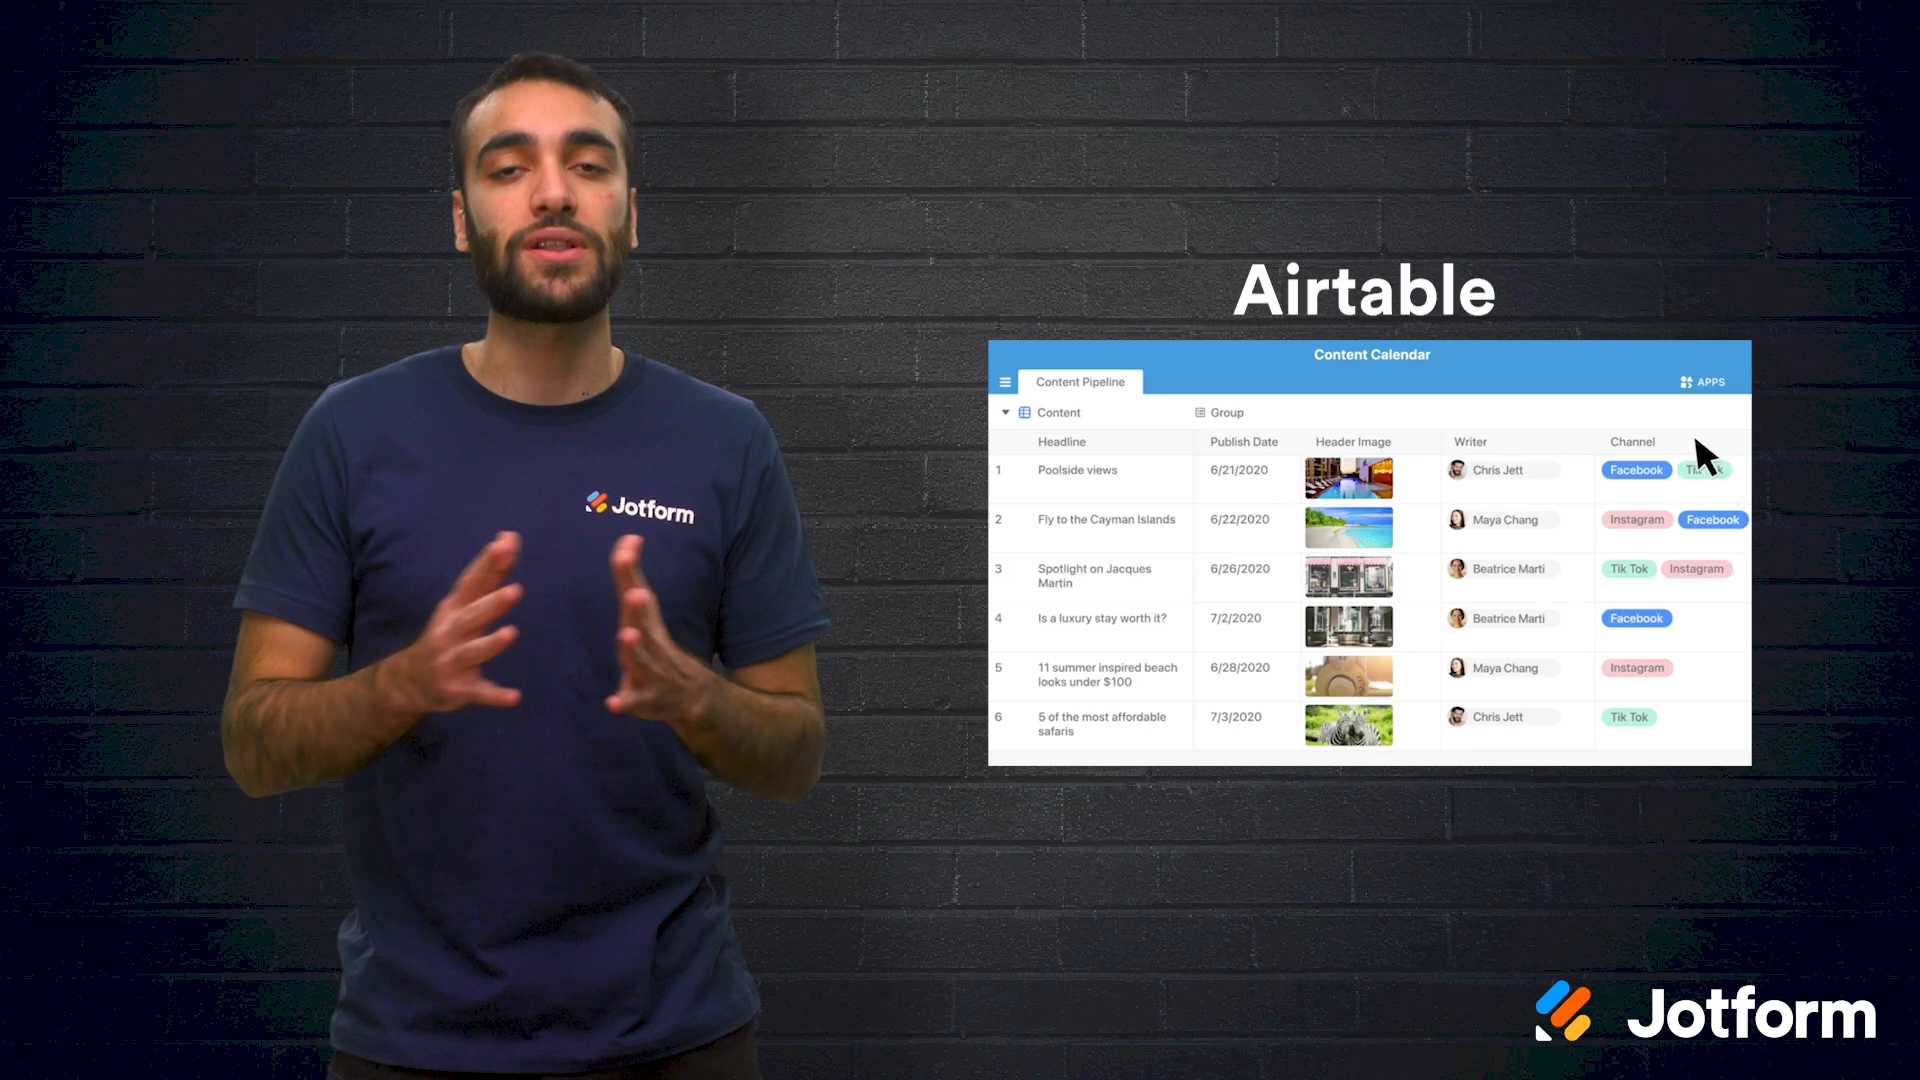 Jotform
Airtable
Content Calendar
Content Pipeline
APPS
Content
Group
Headline Publish Date Header Image Writer Channel
1 Poolside views 6/21/2020 Chris Jett Facebook
2 Fly to the Cayman Islands 6/22/2020 Maya Chang Instagram Facebook
3 Spotlight on Jacques Martin 6/26/2020 Beatrice Marti Tik Tok Instagram
4 Is a luxury stay worth it? 7/2/2020 Beatrice Marti Facebook
5 11 summer inspired beach looks under $100 6/28/2020 Maya Chang Instagram
6 5 of the most affordable safaris 7/3/2020 Chris Jett Tik Tok
Jotform